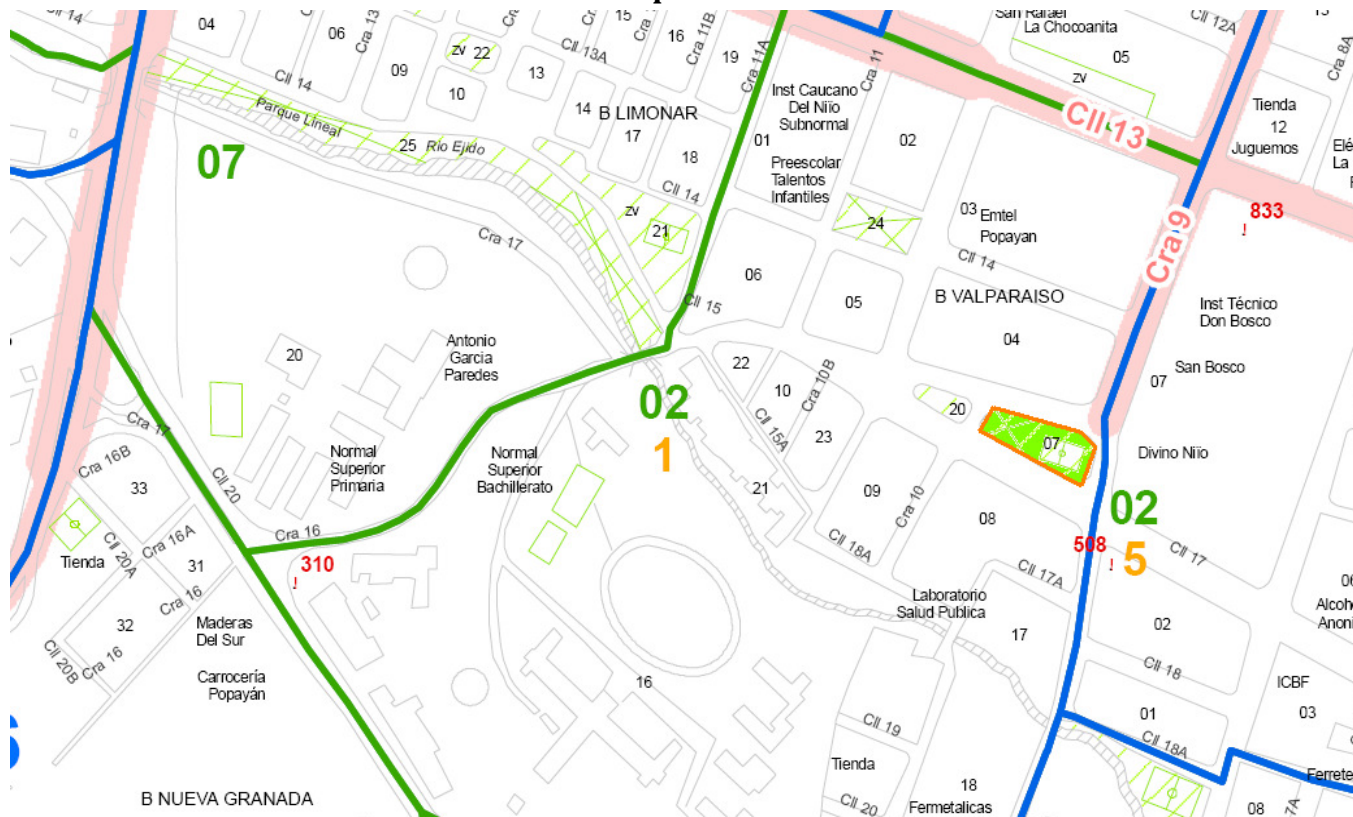 Cll 14
04
06
Cra 13
15
16
Cra 11B
19
Cra 11A
Cra 11
San Rafael
La Chocoanita
Cll 12A
Cra 8A
zv
22
Cll 13A
05
zv
09
13
10
Cll 14
Inst Caucano
Del Niïo
Subnormal
Cll 13
Tienda
12
Juguemos
Parque Lineal
14
B LIMONAR
17
01
02
25
Río Ejido
18
Preescolar
Talentos
Infantiles
07
Cll 14
zv
21
24
03
Emtel
Popayan
833
!
Cra 9
Cra 17
Cll 14
06
05
B VALPARAISO
Cll 15
Inst Técnico
Don Bosco
04
Antonio
Garcia
Paredes
20
22
10
Cra 10B
07
San Bosco
02
1
20
07
Cra 17
Cll 15A
23
Divino Niïo
Cra 16B
Normal
Superior
Primaria
Normal
Superior
Bachillerato
33
Cll 20
21
09
Cra 10
02
5
08
508
!
Cra 16
Cll 18A
Cll 17
Cra 16A
Cll 20A
Tienda
31
310
!
Cll 17A
Cra 16
Laboratorio
Salud Publica
32
Maderas
Del Sur
17
02
Cll 20B
Cra 16
Cll 18
Carrocería
Popayán
16
ICBF
03
01
Cll 19
Cll 18A
Tienda
18
Fermetalicas
B NUEVA GRANADA
Cll 20
08